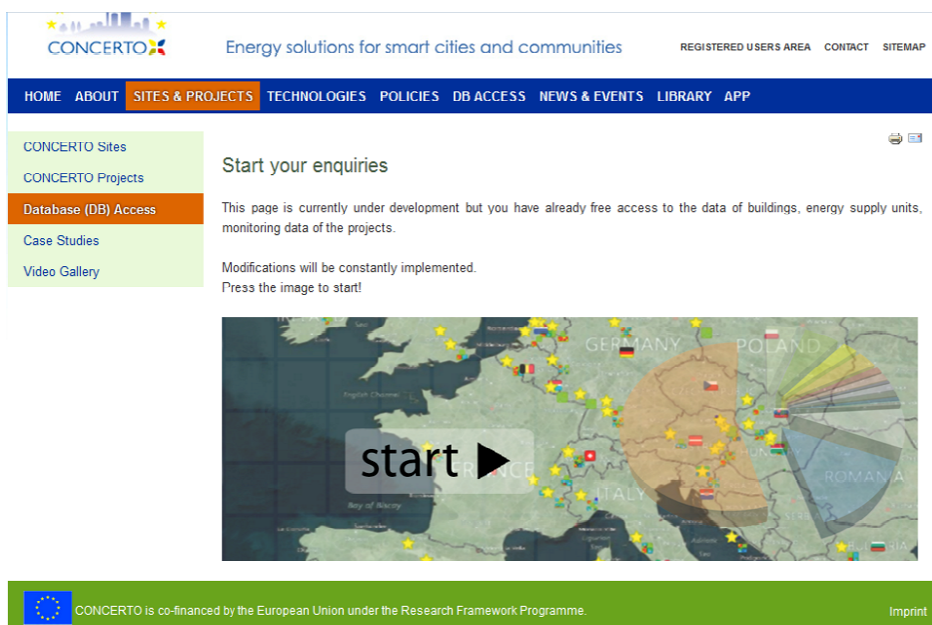 CONCERTO
Energy solutions for smart cities and communities
REGISTERED USERS AREA CONTACT SITEMAP
HOME ABOUT SITES & PROJECTS TECHNOLOGIES POLICIES DB ACCESS NEWS & EVENTS LIBRARY APP
CONCERTO Sites
CONCERTO Projects
Database (DB) Access
Case Studies
Video Gallery
Start your enquiries
This page is currently under development but you have already free access to the data of buildings, energy supply units,
monitoring data of the projects.
Modifications will be constantly implemented.
Press the image to start!
GERMANY
POLAND
English Channel
start
ITALY
ROMANIA
Bay of Biscay
Adriatic
Sea
CONCERTO is co-financed by the European Union under the Research Framework Programme.
Imprint